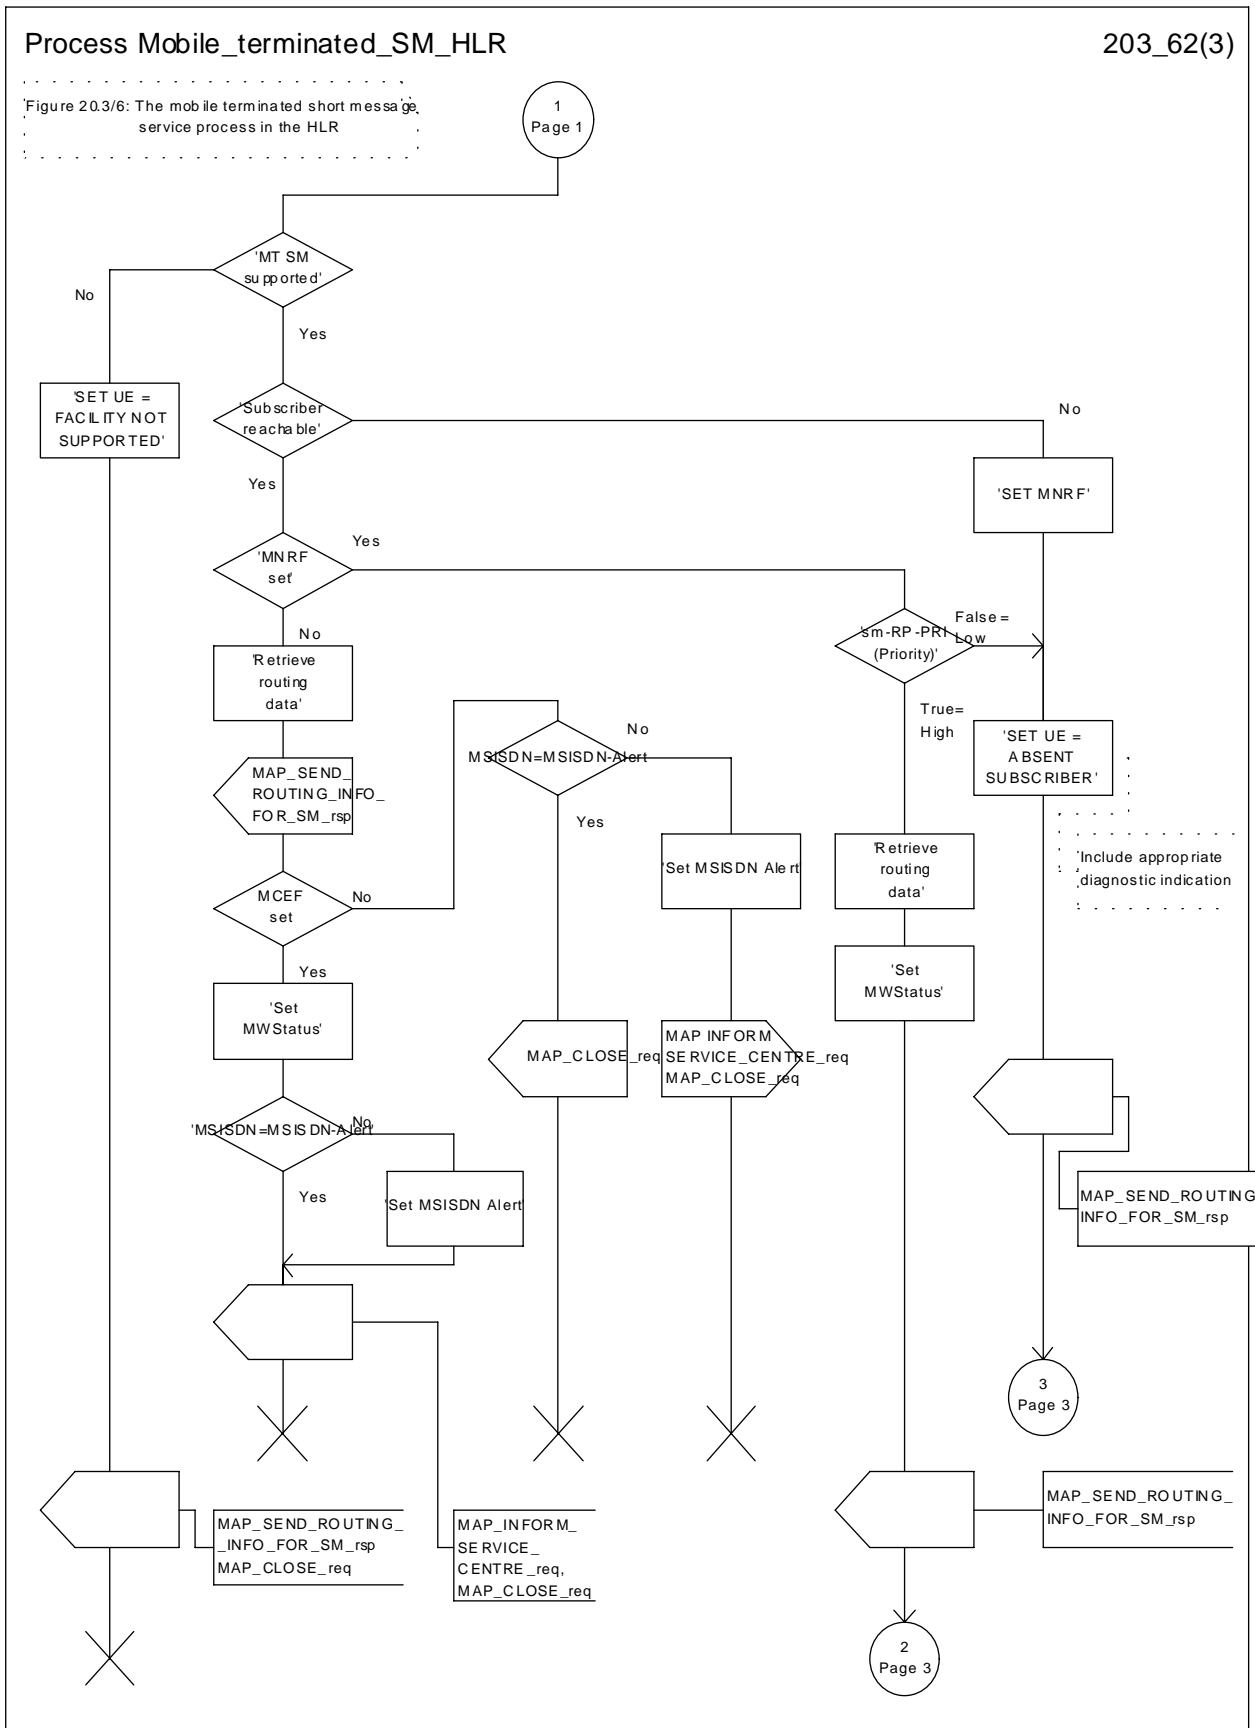 Process Mobile_terminated_SM_HLR
203_62(3)
Figure 20.3/6: The mobile terminated short message
service process in the HLR
1
Page 1
'MT SM
supported'
No
Yes
'SET UE =
FACILITY NOT
SUPPORTED'
'Subscriber
reachable'
No
Yes
'SET MNRF'
'MNRF
set'
Yes
No
'sm-RP-PRI
(Priority)'
False =
Low
True=
High
'Retrieve
routing
data'
MSISDN=MSISDN-Alert
No
Yes
'SET UE =
ABSENT
SUBSCRIBER'
MAP_SEND_
ROUTING_INFO_
FOR_SM_rsp
'Set MSISDN Alert'
'Retrieve
routing
data'
'Include appropriate
diagnostic indication
MCEF
set
No
Yes
'Set
MWStatus'
'Set
MWStatus'
MAP_CLOSE_req
MAP INFORM
SERVICE_CENTRE_req
MAP_CLOSE_req
'MSISDN=MSISDN-Alert'
No
Yes
'Set MSISDN Alert'
MAP_SEND_ROUTING
INFO_FOR_SM_rsp
3
Page 3
MAP_SEND_ROUTING_
_INFO_FOR_SM_rsp
MAP_CLOSE_req
MAP_INFORM_
SERVICE_
CENTRE_req,
MAP_CLOSE_req
MAP_SEND_ROUTING_
INFO_FOR_SM_rsp
2
Page 3